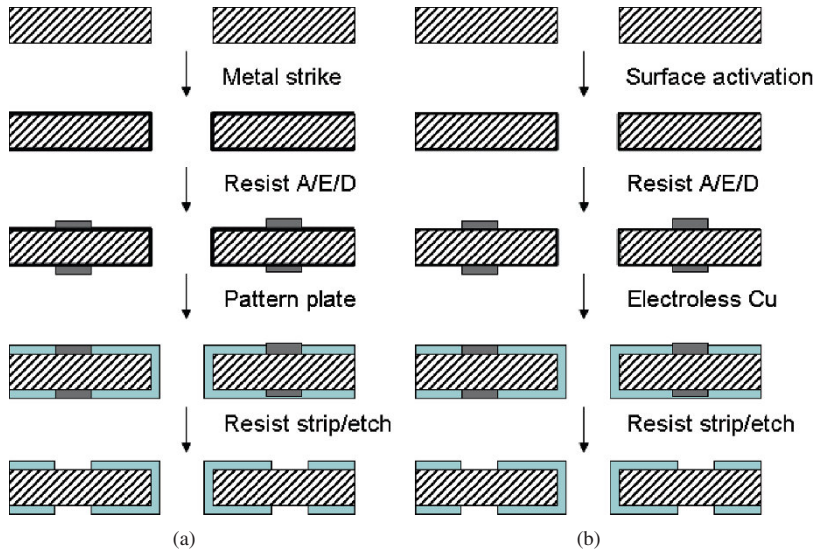 Metal strike
Surface activation
Resist A/E/D
Resist A/E/D
Pattern plate
Electroless Cu
Resist strip/etch
Resist strip/etch
(a)
(b)